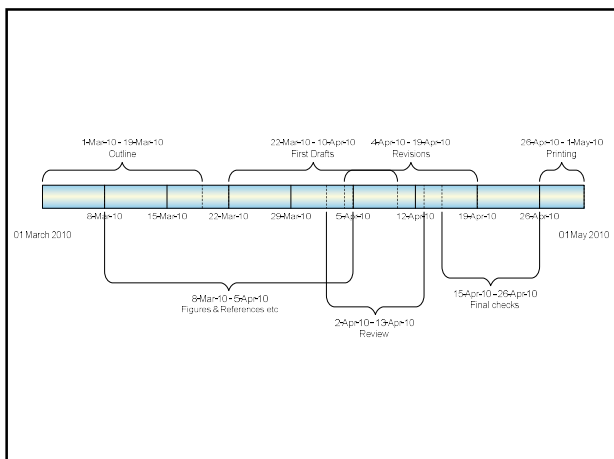 1-Mar-10 - 19-Mar-10
Outline
22-Mar-10 - 10-Apr-10
First Drafts
4-Apr-10 - 19-Apr-10
Revisions
26-Apr-10 - 1-May-10
Printing
8-Mar-10
15-Mar-10
22-Mar-10
29-Mar-10
5-Apr-10
12-Apr-10
19-Apr-10
26-Apr-10
01 March 2010
01 May 2010
8-Mar-10 - 5-Apr-10
Figures & References etc
2-Apr-10 - 13-Apr-10
Review
15-Apr-10 - 26-Apr-10
Final checks